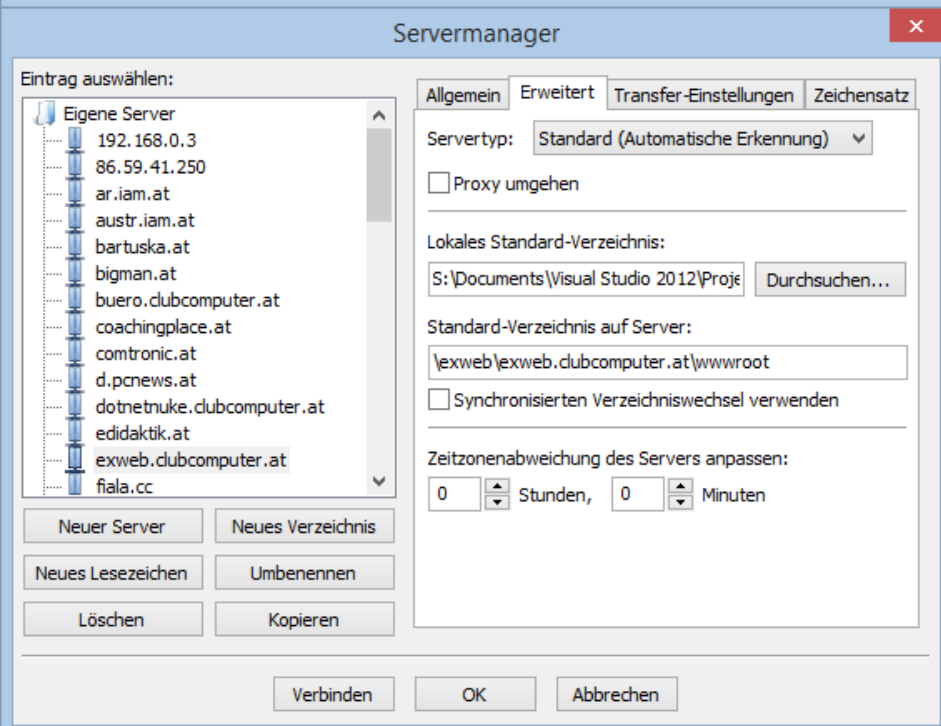 Servermanager
Eintrag auswählen:
Eigene Server
192.168.0.3
86.59.41.250
ar.iam.at
austr.iam.at
bartuska.at
bigman.at
buero.clubcomputer.at
coachingplace.at
comtronic.at
d.pcnews.at
dotnetnuke.clubcomputer.at
edidaktik.at
exweb.clubcomputer.at
fiala.cc
Neuer Server
Neues Verzeichnis
Neues Lesezeichen
Umbenennen
Löschen
Kopieren
Allgemein
Erweitert
Transfer-Einstellungen
Zeichensatz
Servertyp:
Standard (Automatische Erkennung)
Proxy umgehen
Lokales Standard-Verzeichnis:
S:\Documents\Visual Studio 2012\Proje
Durchsuchen...
Standard-Verzeichnis auf Server:
\exweb\exweb.clubcomputer.at\wwwroot
Synchronisierten Verzeichniswechsel verwenden
Zeitzonenabweichung des Servers anpassen:
0 Stunden, 0 Minuten
Verbinden
OK
Abbrechen